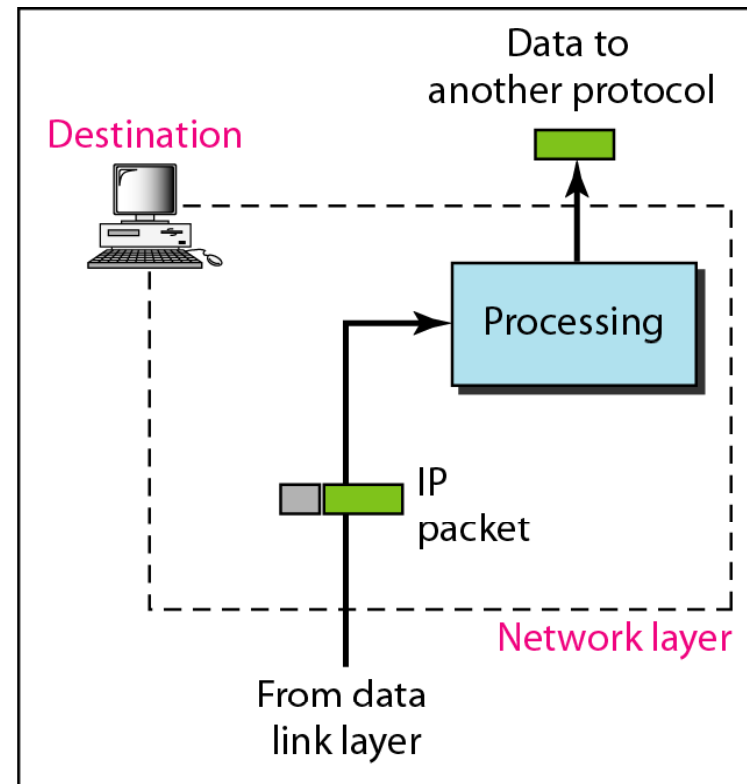 Data to
another protocol
Destination
Processing
IP
packet
Network layer
From data
link layer